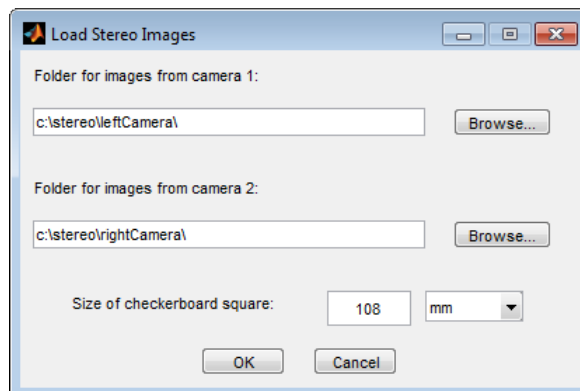 Load Stereo Images
Folder for images from camera 1:
c:\stereo\leftCamera\ Browse...
Folder for images from camera 2:
c:\stereo\rightCamera\ Browse...
Size of checkerboard square: 108 mm
OK Cancel